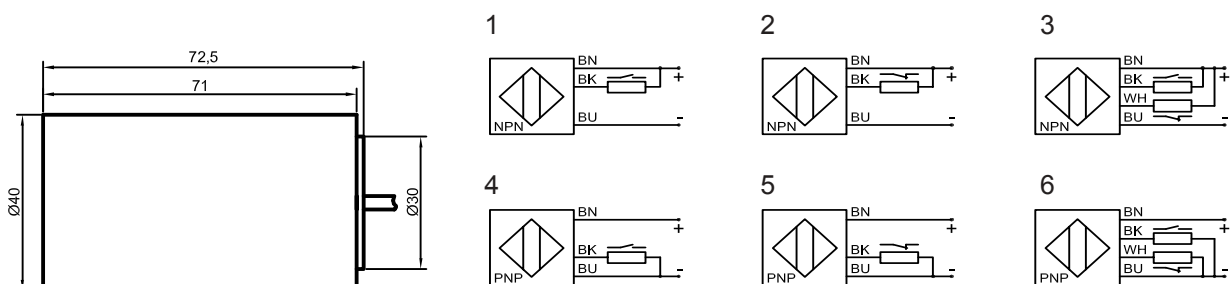 72,5
71
Ø40
Ø30
1
BN
BK
BU
NPN
+
-
2
BN
BK
BU
NPN
+
-
3
BN
BK
WH
BU
NPN
+
-
4
BN
BK
BU
PNP
+
-
5
BN
BK
BU
PNP
+
-
6
BN
BK
WH
BU
PNP
+
-